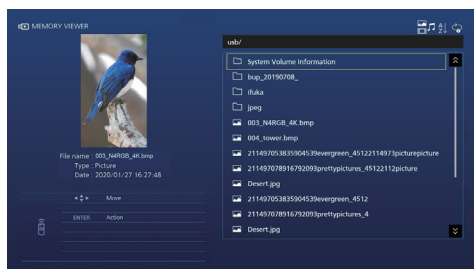 MEMORY VIEWER
usb/
System Volume Information
bup_20190708_
ifuka
jpeg
003_N4RGB_4K.bmp
004_tower.bmp
211497053835904539evergreen_45122114973picturepicture
211497078916792093prettypictures_45122112picture
Desert.jpg
211497053835904539evergreen_4512
211497078916792093prettypictures_4
Desert.jpg
File name : 003_N4RGB_4K.bmp
Type : Picture
Date : 2020/01/27 16:27:48
Move
ENTER Action